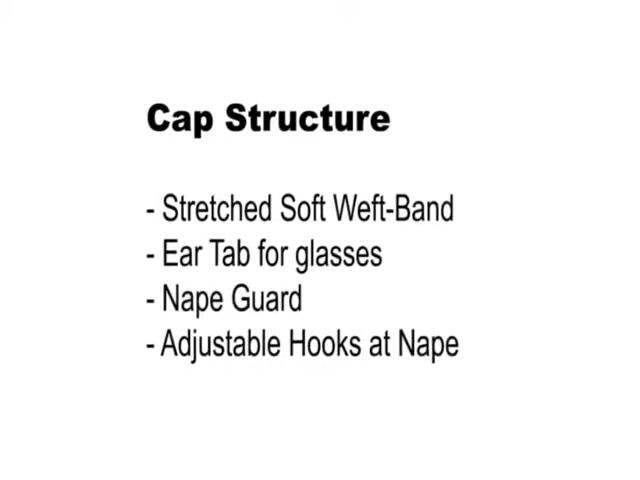 Cap Structure
- Stretched Soft Weft-Band
- Ear Tab for glasses
- Nape Guard
- Adjustable Hooks at Nape